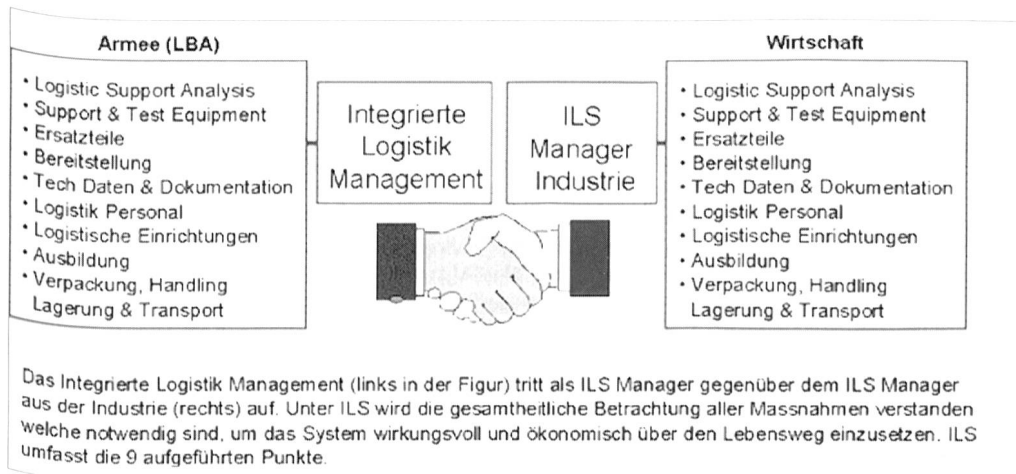 Armee (LBA)
• Logistic Support Analysis
• Support & Test Equipment
• Ersatzteile
• Bereitstellung
• Tech Daten & Dokumentation
• Logistik Personal
• Logistische Einrichtungen
• Ausbildung
• Verpackung, Handling
Lagerung & Transport
Integrierte
Logistik
Management
ILS
Manager
Industrie
Wirtschaft
• Logistic Support Analysis
• Support & Test Equipment
• Ersatzteile
• Bereitstellung
• Tech Daten & Dokumentation
• Logistik Personal
• Logistische Einrichtungen
• Ausbildung
• Verpackung, Handling
Lagerung & Transport
Das Integrierte Logistik Management (links in der Figur) tritt als ILS Manager gegenüber dem ILS Manager
aus der Industrie (rechts) auf. Unter ILS wird die gesamtheitliche Betrachtung aller Massnahmen verstanden
welche notwendig sind, um das System wirkungsvoll und ökonomisch über den Lebensweg einzusetzen. ILS
umfasst die 9 aufgeführten Punkte.